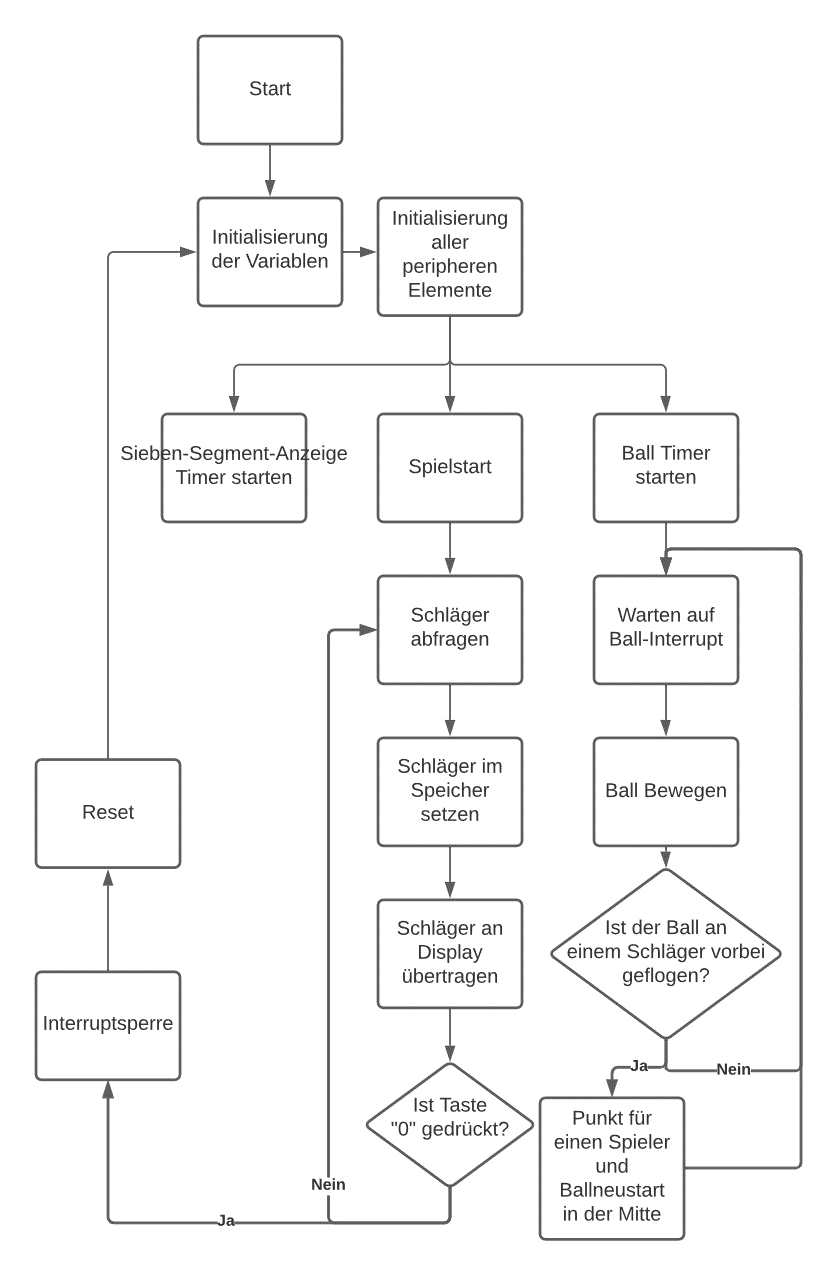 Start
Initialisierung
der Variablen
Initialisierung
aller
peripheren
Elemente
Sieben-Segment-Anzeige
Timer starten
Spielstart
Ball Timer
starten
Schläger
abfragen
Warten auf
Ball-Interrupt
Schläger im
Speicher
setzen
Ball Bewegen
Reset
Schläger an
Display
übertragen
Ist der Ball an
einem Schläger vorbei
geflogen?
Interruptsperre
Ja
Nein
Ist Taste
"0" gedrückt?
Punkt für
einen Spieler
und
Ballneustart
in der Mitte
Nein
Ja